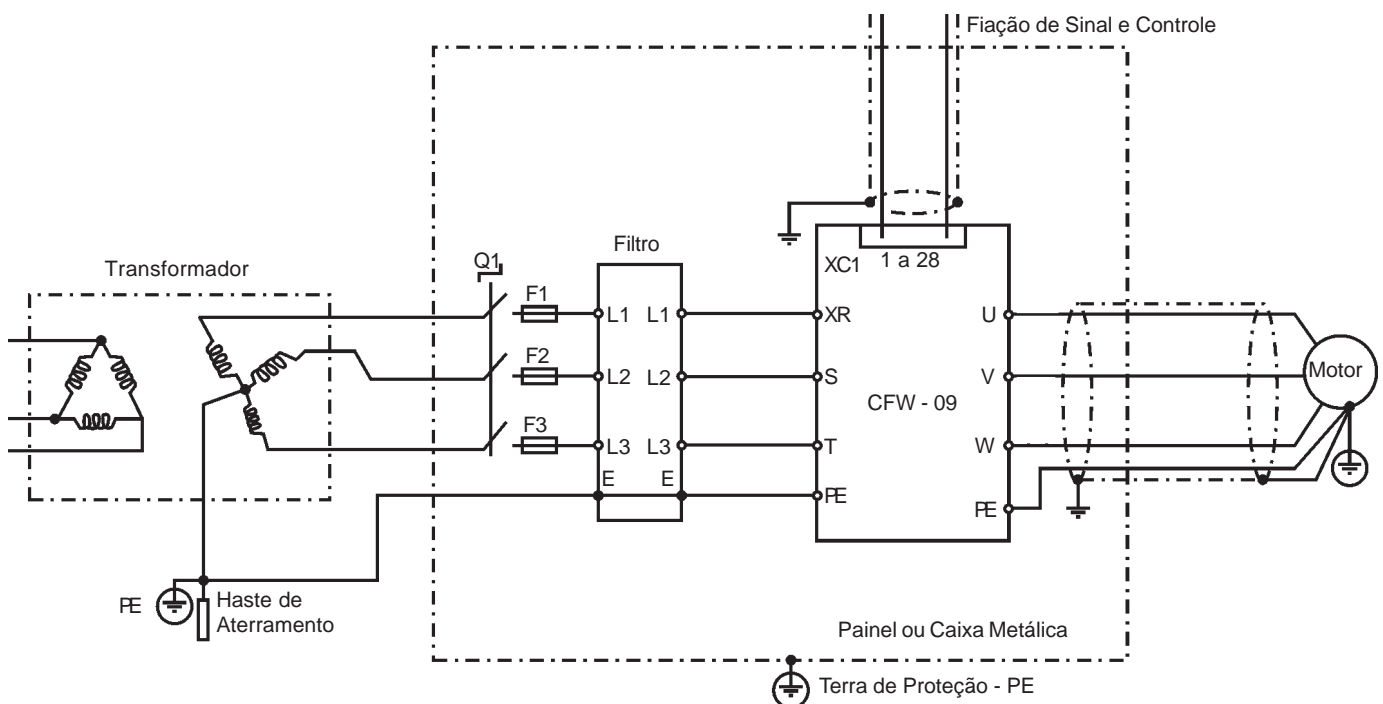 Fiação de Sinal e Controle
Transformador
Q1
F1
F2
F3
Filtro
L1 L1
L2 L2
L3 L3
E E
XC1
1 a 28
XR
S
T
PE
CFW - 09
U
V
W
PE
Motor
PE
Haste de
Aterramento
Painel ou Caixa Metálica
Terra de Proteção - PE